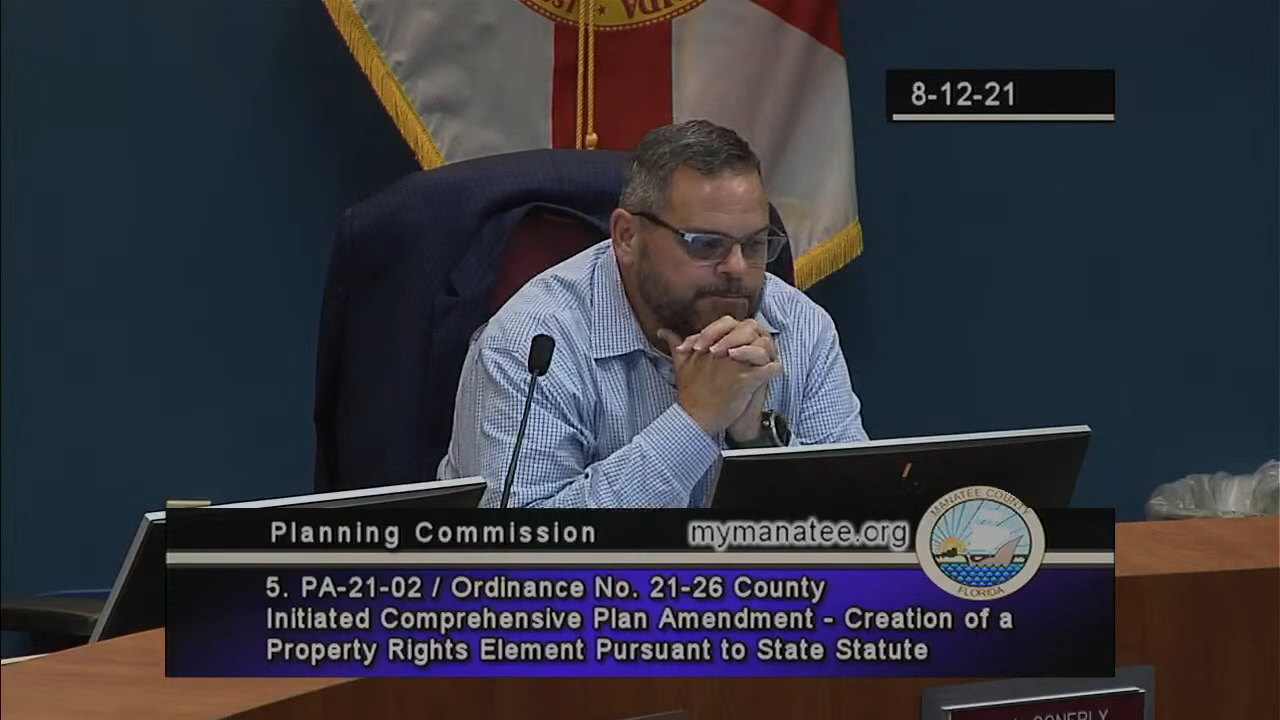 8-12-21
Planning Commission
mymanatee.org
MANATEE COUNTY
FLORIDA
5. PA-21-02 / Ordinance No. 21-26 County
Initiated Comprehensive Plan Amendment - Creation of a
Property Rights Element Pursuant to State Statute